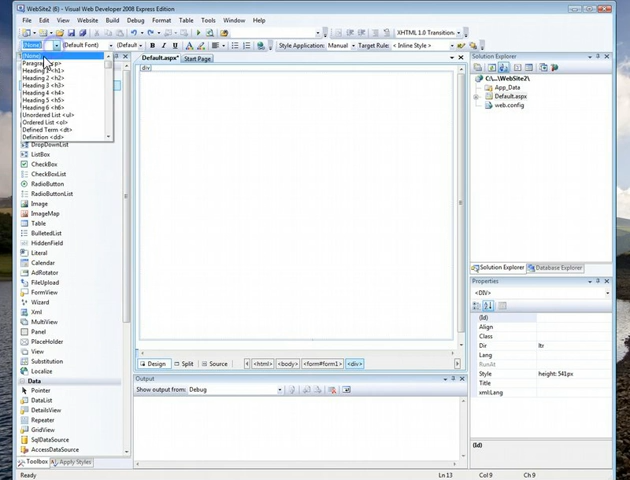 WebSite2 (6) - Visual Web Developer 2008 Express Edition
File Edit View Website Build Debug Format Table Tools Window Help
XHTML 1.0 Transition
(None) (Default Font) (Default B I U A Style Application: Manual Target Rule: < Inline Style >
(None)
Paragraph <p>
Heading 1 <h1>
Heading 2 <h2>
Heading 3 <h3>
Heading 4 <h4>
Heading 5 <h5>
Heading 6 <h6>
Unordered List <ul>
Ordered List <ol>
Defined Term <dt>
Definition <dd>
DropDownList
ListBox
CheckBox
RadioButton
RadioButtonList
Image
ImageMap
Table
BulletedList
HiddenField
Literal
Calendar
AdRotator
FileUpload
FormView
Wizard
Xml
MultiView
Panel
PlaceHolder
View
Substitution
Localize
Data
Pointer
DataList
DetailsView
Repeater
GridView
SqlDataSource
AccessDataSource
Toolbox Apply Styles
Default.aspx* Start Page
div
Design Split Source <html> <body> <form#form1> <div>
Output
Show output from: Debug
Solution Explorer
C:\...\WebSite2\
App_Data
Default.aspx
web.config
Solution Explorer Database Explorer
Properties
<DIV>
(Id)
Align
Class
Dir ltr
Lang
RunAt
Style height: 541px
Title
xml:Lang
(Id)
Ready Ln 13 Col 9 Ch 9